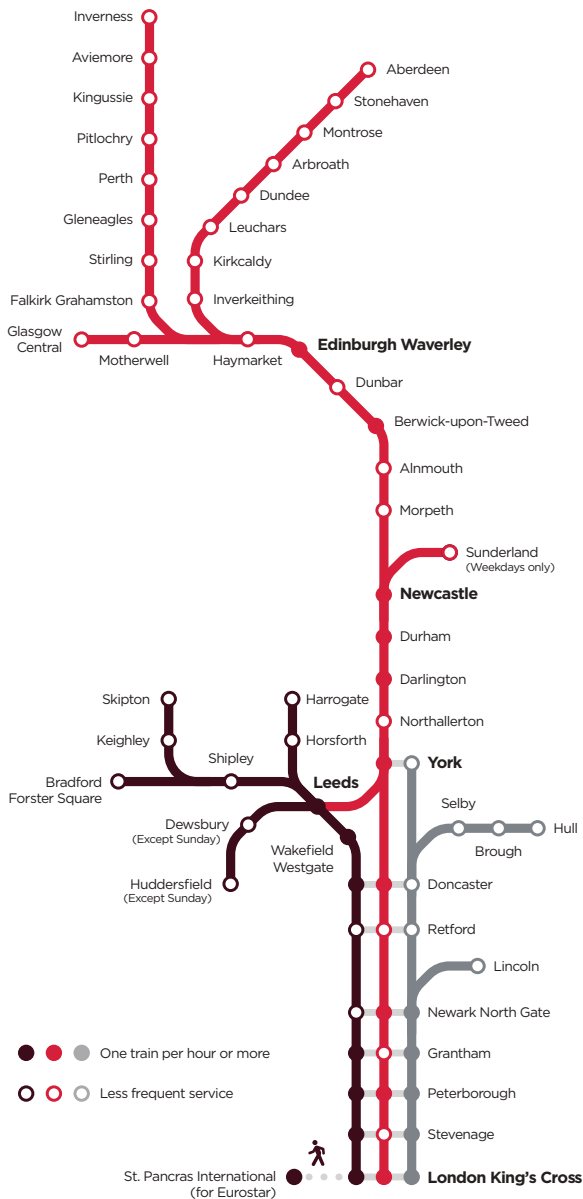 Inverness
Aviemore
Kingussie
Pitlochry
Perth
Gleneagles
Stirling
Falkirk Grahamston
Glasgow
Central
Motherwell
Haymarket
Aberdeen
Stonehaven
Montrose
Arbroath
Dundee
Leuchars
Kirkcaldy
Inverkeithing
Edinburgh Waverley
Dunbar
Berwick-upon-Tweed
Alnmouth
Morpeth
Sunderland
(Weekdays only)
Newcastle
Durham
Darlington
Northallerton
York
Skipton
Keighley
Bradford
Forster Square
Shipley
Harrogate
Horsforth
Leeds
Dewsbury
(Except Sunday)
Huddersfield
(Except Sunday)
Wakefield
Westgate
Selby
Brough
Hull
Doncaster
Retford
Lincoln
Newark North Gate
Grantham
Peterborough
Stevenage
London King's Cross
One train per hour or more
Less frequent service
St. Pancras International
(for Eurostar)